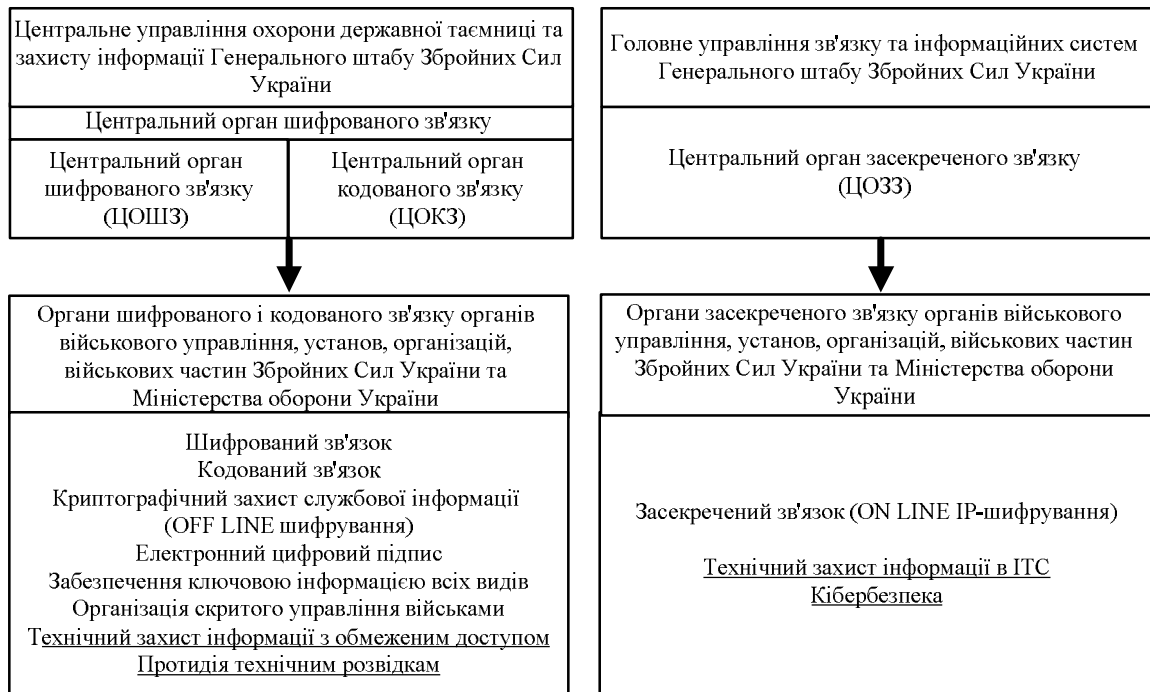 Центральне управління охорони державної таємниці та
захисту інформації Генерального штабу Збройних Сил
України
Центральний орган шифрованого зв'язку
Центральний орган
шифрованого зв'язку
(ЦОШЗ)
Центральний орган
кодованого зв'язку
(ЦОКЗ)
Органи шифрованого і кодованого зв'язку органів
військового управління, установ, організацій,
військових частин Збройних Сил України та
Міністерства оборони України
Шифрований зв'язок
Кодований зв'язок
Криптографічний захист службової інформації
(OFF LINE шифрування)
Електронний цифровий підпис
Забезпечення ключовою інформацією всіх видів
Організація скритого управління військами
Технічний захист інформації з обмеженим доступом
Протидія технічним розвідкам
Головне управління зв'язку та інформаційних систем
Генерального штабу Збройних Сил України
Центральний орган засекреченого зв'язку
(ЦОЗЗ)
Органи засекреченого зв'язку органів військового
управління, установ, організацій, військових частин
Збройних Сил України та Міністерства оборони
України
Засекречений зв'язок (ON LINE IP-шифрування)
Технічний захист інформації в ІТС
Кібербезпека